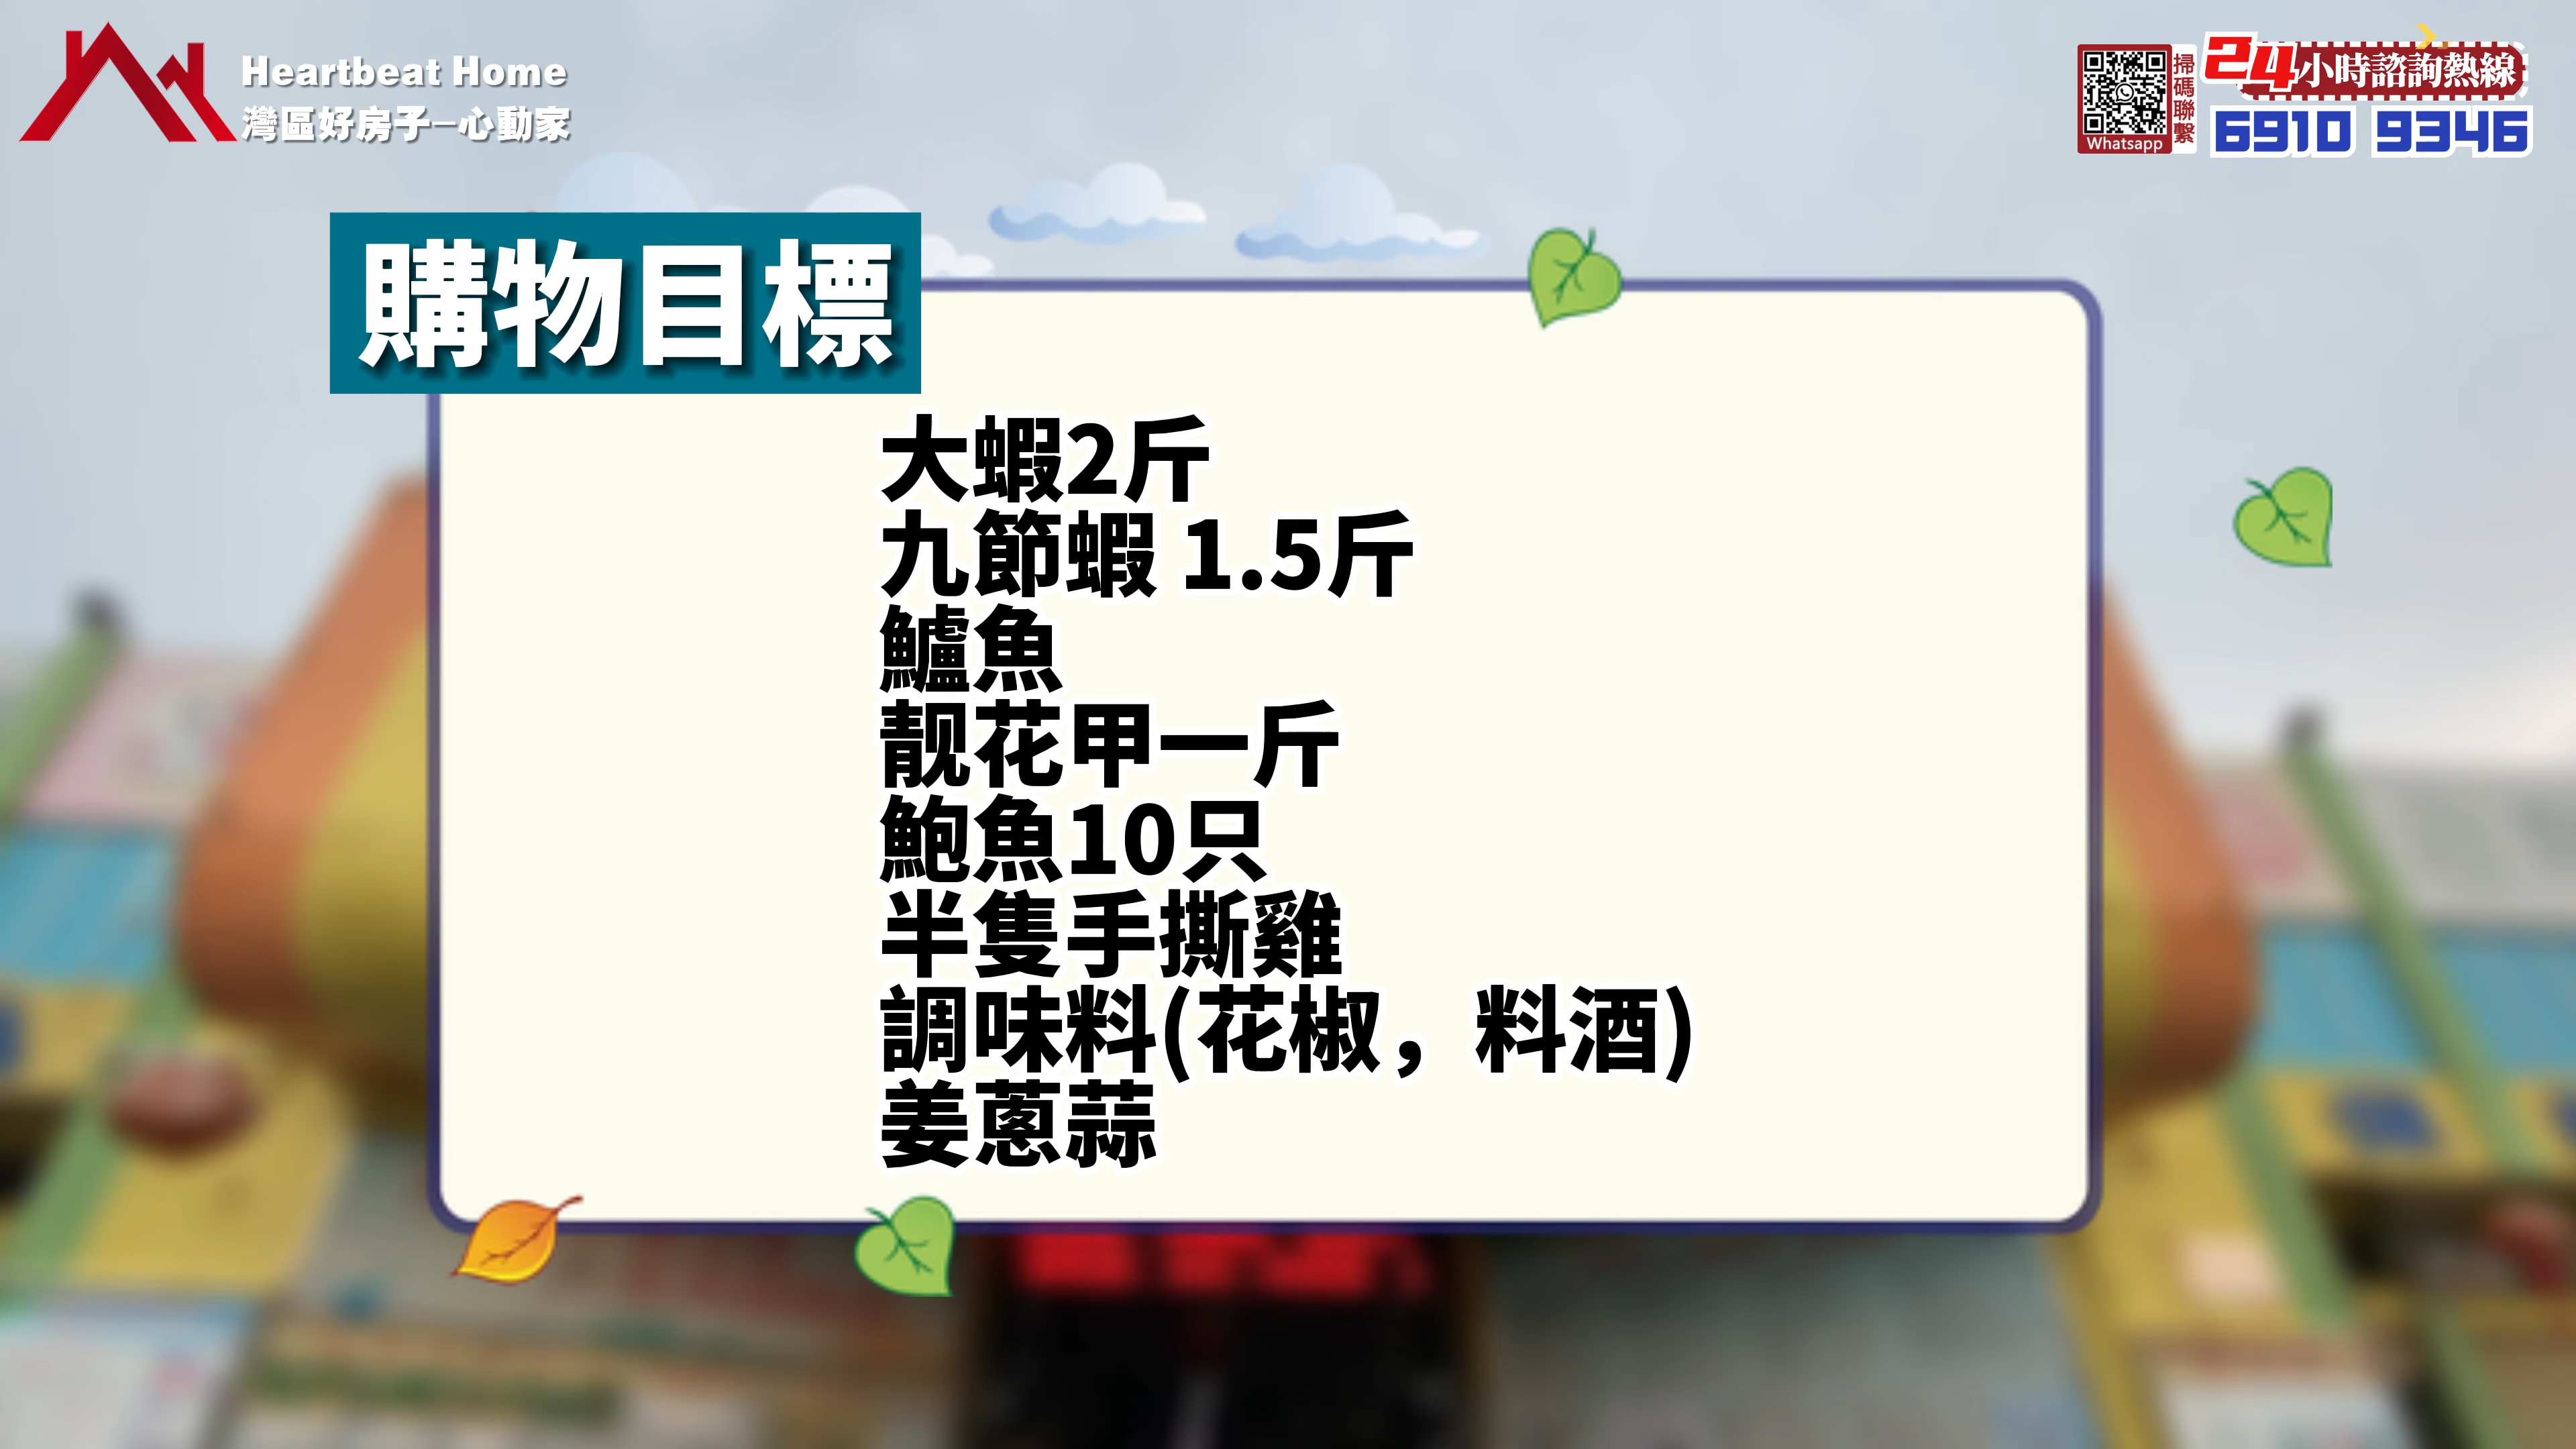 Heartbeat Home
灣區好房子—心動家
掃碼聯繫
Whatsapp
24小時諮詢熱線
6910 9346
購物目標
大蝦2斤
九節蝦 1.5斤
鱸魚
靚花甲一斤
鮑魚10只
半隻手撕雞
調味料(花椒，料酒)
姜蔥蒜